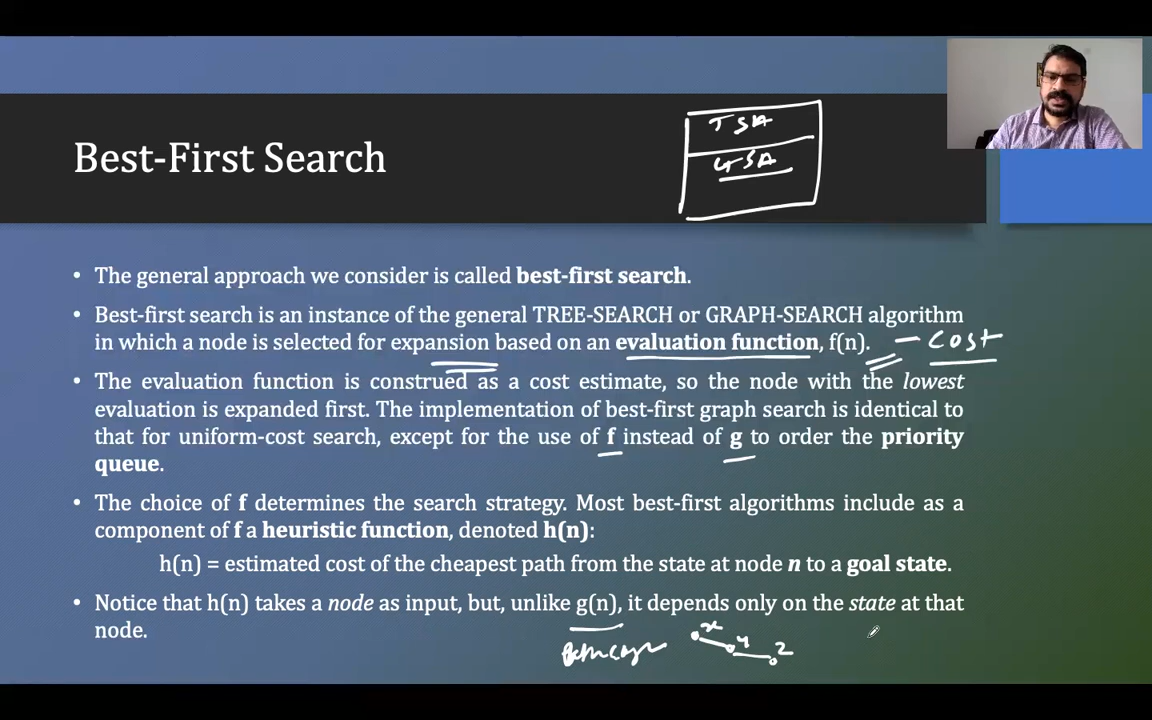 TSA
GSA
Best-First Search
• The general approach we consider is called best-first search.
• Best-first search is an instance of the general TREE-SEARCH or GRAPH-SEARCH algorithm
in which a node is selected for expansion based on an evaluation function, f(n). – Cost
• The evaluation function is construed as a cost estimate, so the node with the lowest
evaluation is expanded first. The implementation of best-first graph search is identical to
that for uniform-cost search, except for the use of f instead of g to order the priority
queue.
• The choice of f determines the search strategy. Most best-first algorithms include as a
component of f a heuristic function, denoted h(n):
h(n) = estimated cost of the cheapest path from the state at node n to a goal state.
• Notice that h(n) takes a node as input, but, unlike g(n), it depends only on the state at that
node.
x y z